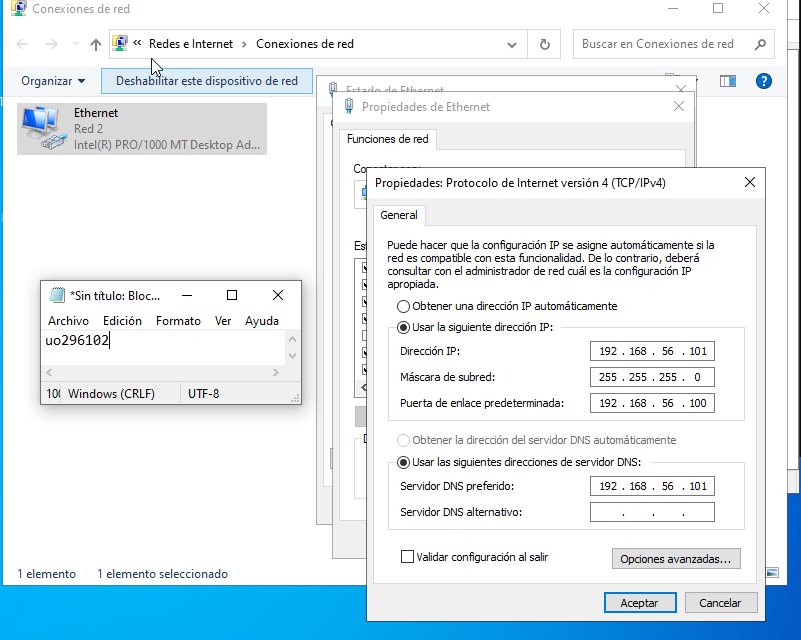 Conexiones de red
Redes e Internet > Conexiones de red
Buscar en Conexiones de red
Organizar
Deshabilitar este dispositivo de red
Ethernet
Red 2
Intel(R) PRO/1000 MT Desktop Ad...
Estado de Ethernet
Propiedades de Ethernet
Funciones de red
Propiedades: Protocolo de Internet versión 4 (TCP/IPv4)
General
Puede hacer que la configuración IP se asigne automáticamente si la
red es compatible con esta funcionalidad. De lo contrario, deberá
consultar con el administrador de red cuál es la configuración IP
apropiada.
Obtener una dirección IP automáticamente
Usar la siguiente dirección IP:
Dirección IP: 192 . 168 . 56 . 101
Máscara de subred: 255 . 255 . 255 . 0
Puerta de enlace predeterminada: 192 . 168 . 56 . 100
Obtener la dirección del servidor DNS automáticamente
Usar las siguientes direcciones de servidor DNS:
Servidor DNS preferido: 192 . 168 . 56 . 101
Servidor DNS alternativo: . . .
Validar configuración al salir
Opciones avanzadas...
Aceptar
Cancelar
*Sin título: Bloc...
Archivo Edición Formato Ver Ayuda
uo296102
Windows (CRLF) UTF-8
1 elemento
1 elemento seleccionado